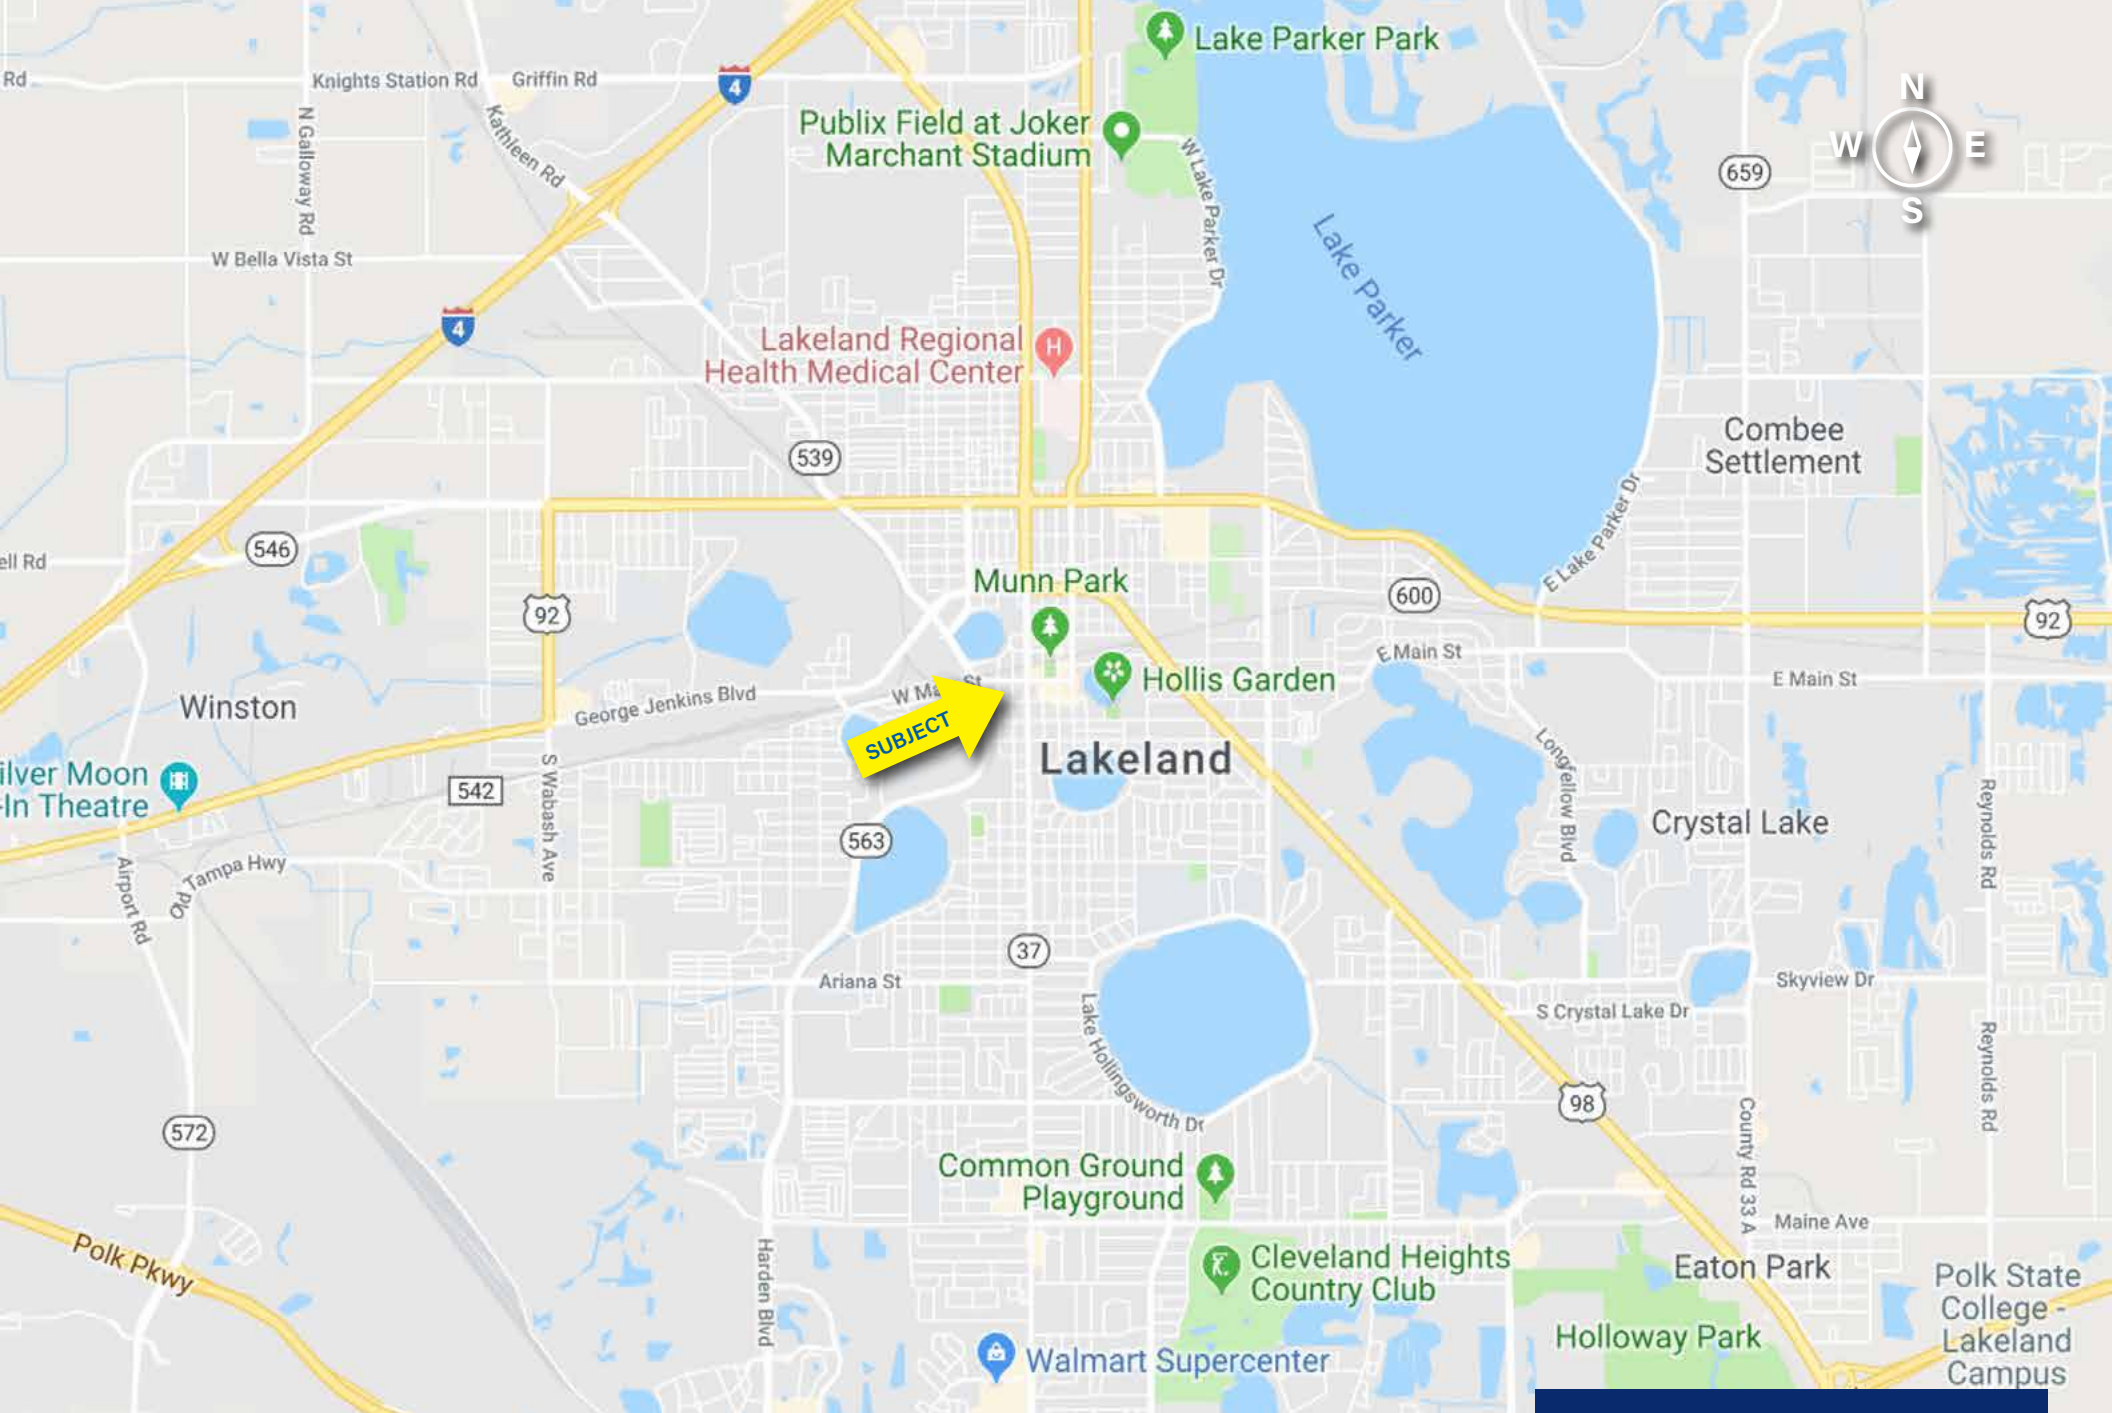 Lake Parker Park
Rd
Knights Station Rd
Griffin Rd
4
N
W
E
S
N Galloway Rd
Kathleen Rd
Publix Field at Joker
Marchant Stadium
W Lake Parker Dr
659
W Bella Vista St
Lake Parker
4
Lakeland Regional
Health Medical Center
H
Combee
Settlement
539
E Lake Parker Dr
546
ell Rd
Munn Park
92
600
92
E Main St
E Main St
Hollis Garden
Winston
George Jenkins Blvd
W Ma St
SUBJECT
Lakeland
Longfellow Blvd
ilver Moon
-In Theatre
542
S Wabash Ave
563
Crystal Lake
Reynolds Rd
Airport Rd
Old Tampa Hwy
37
Ariana St
Skyview Dr
S Crystal Lake Dr
Lake Hollingsworth Dr
Reynolds Rd
98
572
County Rd 33 A
Common Ground
Playground
Maine Ave
Polk Pkwy
Harden Blvd
Cleveland Heights
Country Club
Eaton Park
Polk State
College -
Lakeland
Campus
Holloway Park
Walmart Supercenter